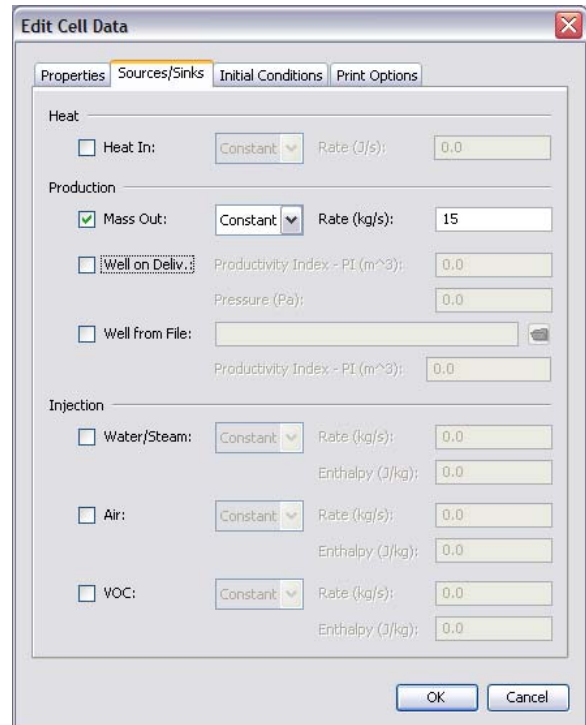 Edit Cell Data
Properties Sources/Sinks Initial Conditions Print Options
Heat
Heat In: Constant Rate (J/s): 0.0
Production
Mass Out: Constant Rate (kg/s): 15
Well on Deliv.: Productivity Index - PI (m^3): 0.0
Pressure (Pa): 0.0
Well from File:
Productivity Index - PI (m^3): 0.0
Injection
Water/Steam: Constant Rate (kg/s): 0.0
Enthalpy (J/kg): 0.0
Air: Constant Rate (kg/s): 0.0
Enthalpy (J/kg): 0.0
VOC: Constant Rate (kg/s): 0.0
Enthalpy (J/kg): 0.0
OK Cancel